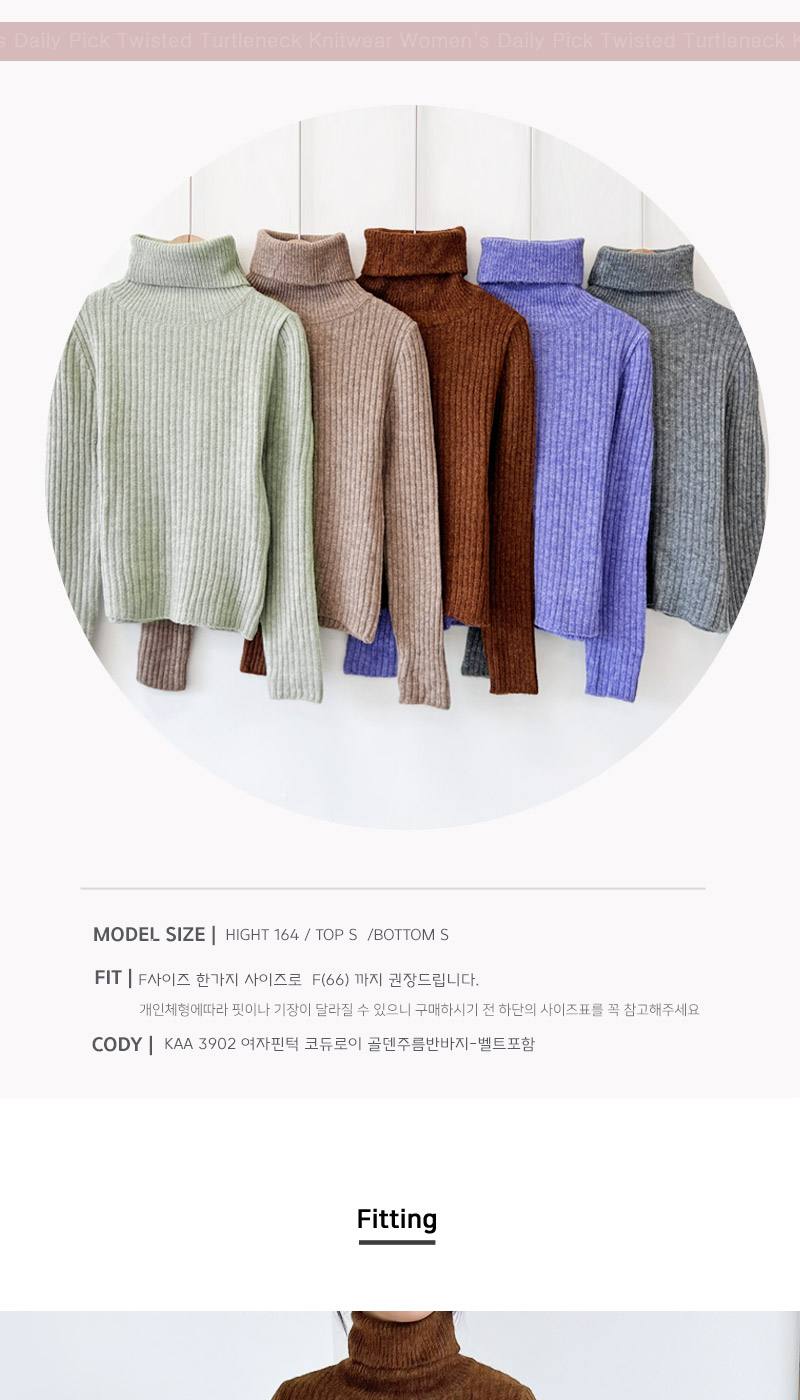 s Daily Pick Twisted Turtleneck Knitwear Women's Daily Pick Twisted Turtleneck K
MODEL SIZE | HIGHT 164 / TOP S /BOTTOM S
FIT | F사이즈 한가지 사이즈로 F(66) 까지 권장드립니다.
개인체형에따라 핏이나 기장이 달라질 수 있으니 구매하시기 전 하단의 사이즈표를 꼭 참고해주세요
CODY | KAA 3902 여자핀턱 코듀로이 골덴주름반바지-벨트포함
Fitting